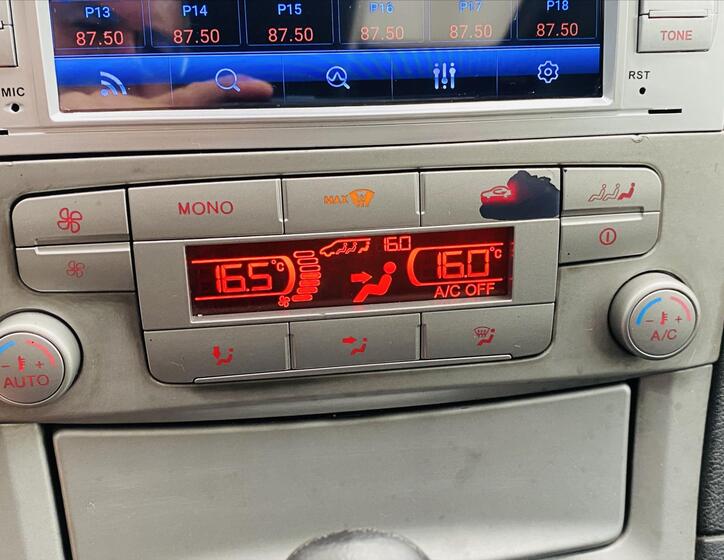 P13 P14 P15 P16 P17 P18
87.50 87.50 87.50 87.50 87.50 87.50
TONE
MIC
RST
MONO
MAX
16.0
16.5°C
16.0°C
A/C OFF
- +
AUTO
- +
A/C